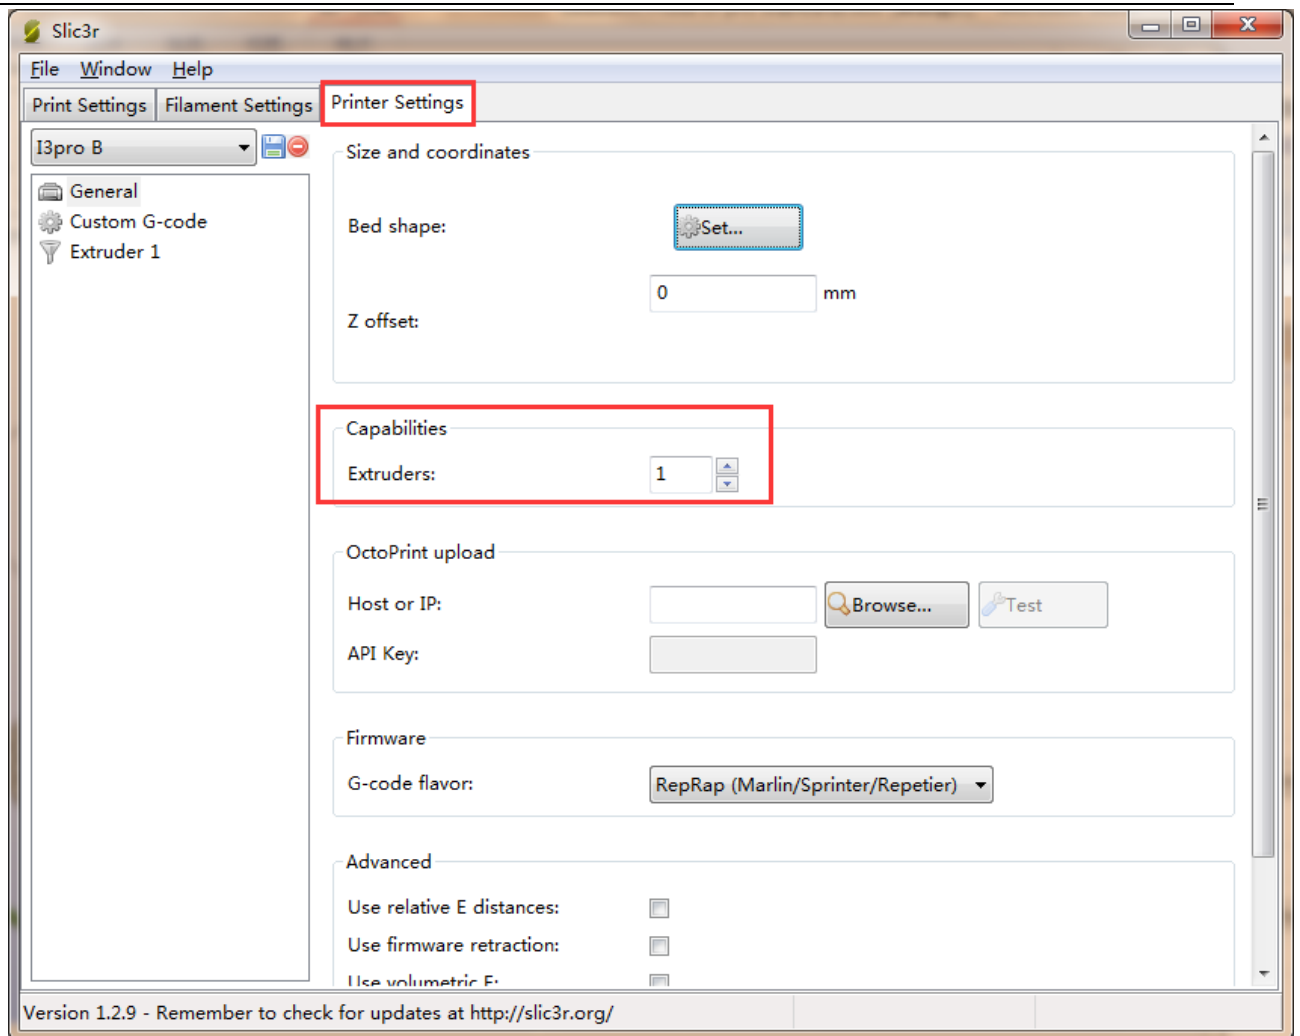 Slic3r
File Window Help
Print Settings Filament Settings Printer Settings
I3pro B
General
Custom G-code
Extruder 1
Size and coordinates
Bed shape: Set...
0 mm
Z offset:
Capabilities
Extruders: 1
OctoPrint upload
Host or IP: Browse... Test
API Key:
Firmware
G-code flavor: RepRap (Marlin/Sprinter/Repetier)
Advanced
Use relative E distances:
Use firmware retraction:
Use volumetric E:
Version 1.2.9 - Remember to check for updates at http://slic3r.org/